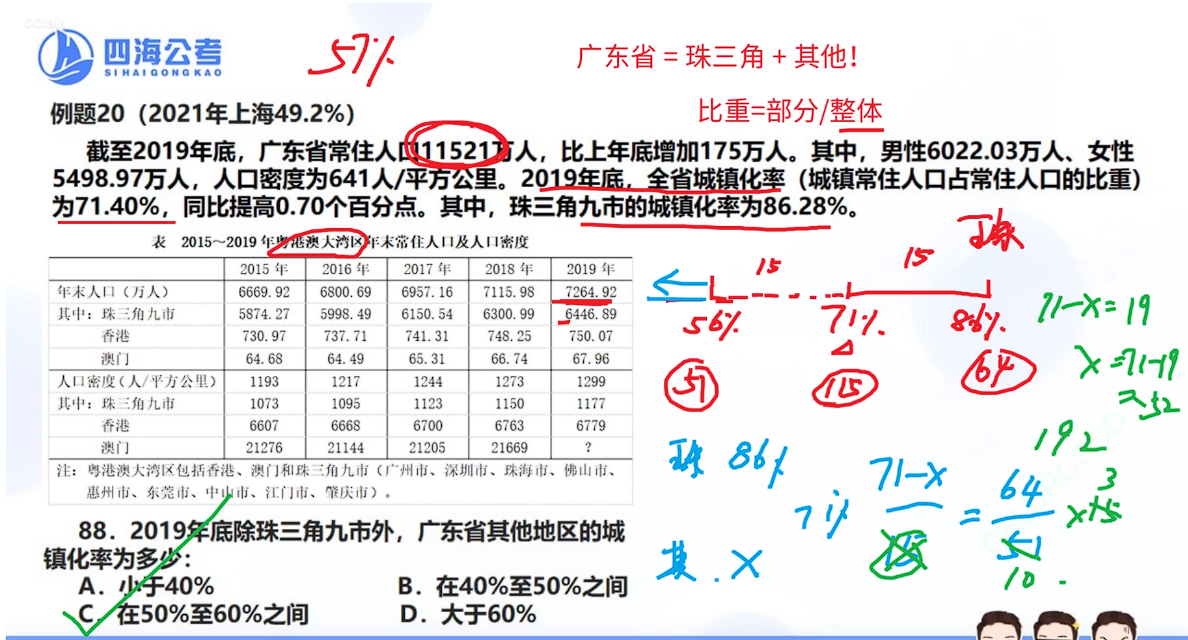 四海公考
SIHAIGONGKAO
57%
广东省 = 珠三角 + 其他!
比重=部分/整体
例题20（2021年上海49.2%）
截至2019年底，广东省常住人口11521万人，比上年底增加175万人。其中，男性6022.03万人、女性
5498.97万人，人口密度为641人/平方公里。2019年底，全省城镇化率（城镇常住人口占常住人口的比重）
为71.40%，同比提高0.70个百分点。其中，珠三角九市的城镇化率为86.28%。
表 2015～2019年粤港澳大湾区年末常住人口及人口密度
2015年 2016年 2017年 2018年 2019年
年末人口（万人） 6669.92 6800.69 6957.16 7115.98 7264.92
其中：珠三角九市 5874.27 5998.49 6150.54 6300.99 6446.89
香港 730.97 737.71 741.31 748.25 750.07
澳门 64.68 64.49 65.31 66.74 67.96
人口密度（人/平方公里） 1193 1217 1244 1273 1299
其中：珠三角九市 1073 1095 1123 1150 1177
香港 6607 6668 6700 6763 6779
澳门 21276 21144 21205 21669 ?
注：粤港澳大湾区包括香港、澳门和珠三角九市（广州市、深圳市、珠海市、佛山市、
惠州市、东莞市、中山市、江门市、肇庆市）。
88．2019年底除珠三角九市外，广东省其他地区的城
镇化率为多少：
A．小于40% B．在40%至50%之间
C．在50%至60%之间 D．大于60%
珠
15 15
56% 71% 86%
51 115 64
71-x=19
x=71-19
=52
珠 86%
71%
其. x
71-x
= 64 x 15
51
192
3
10